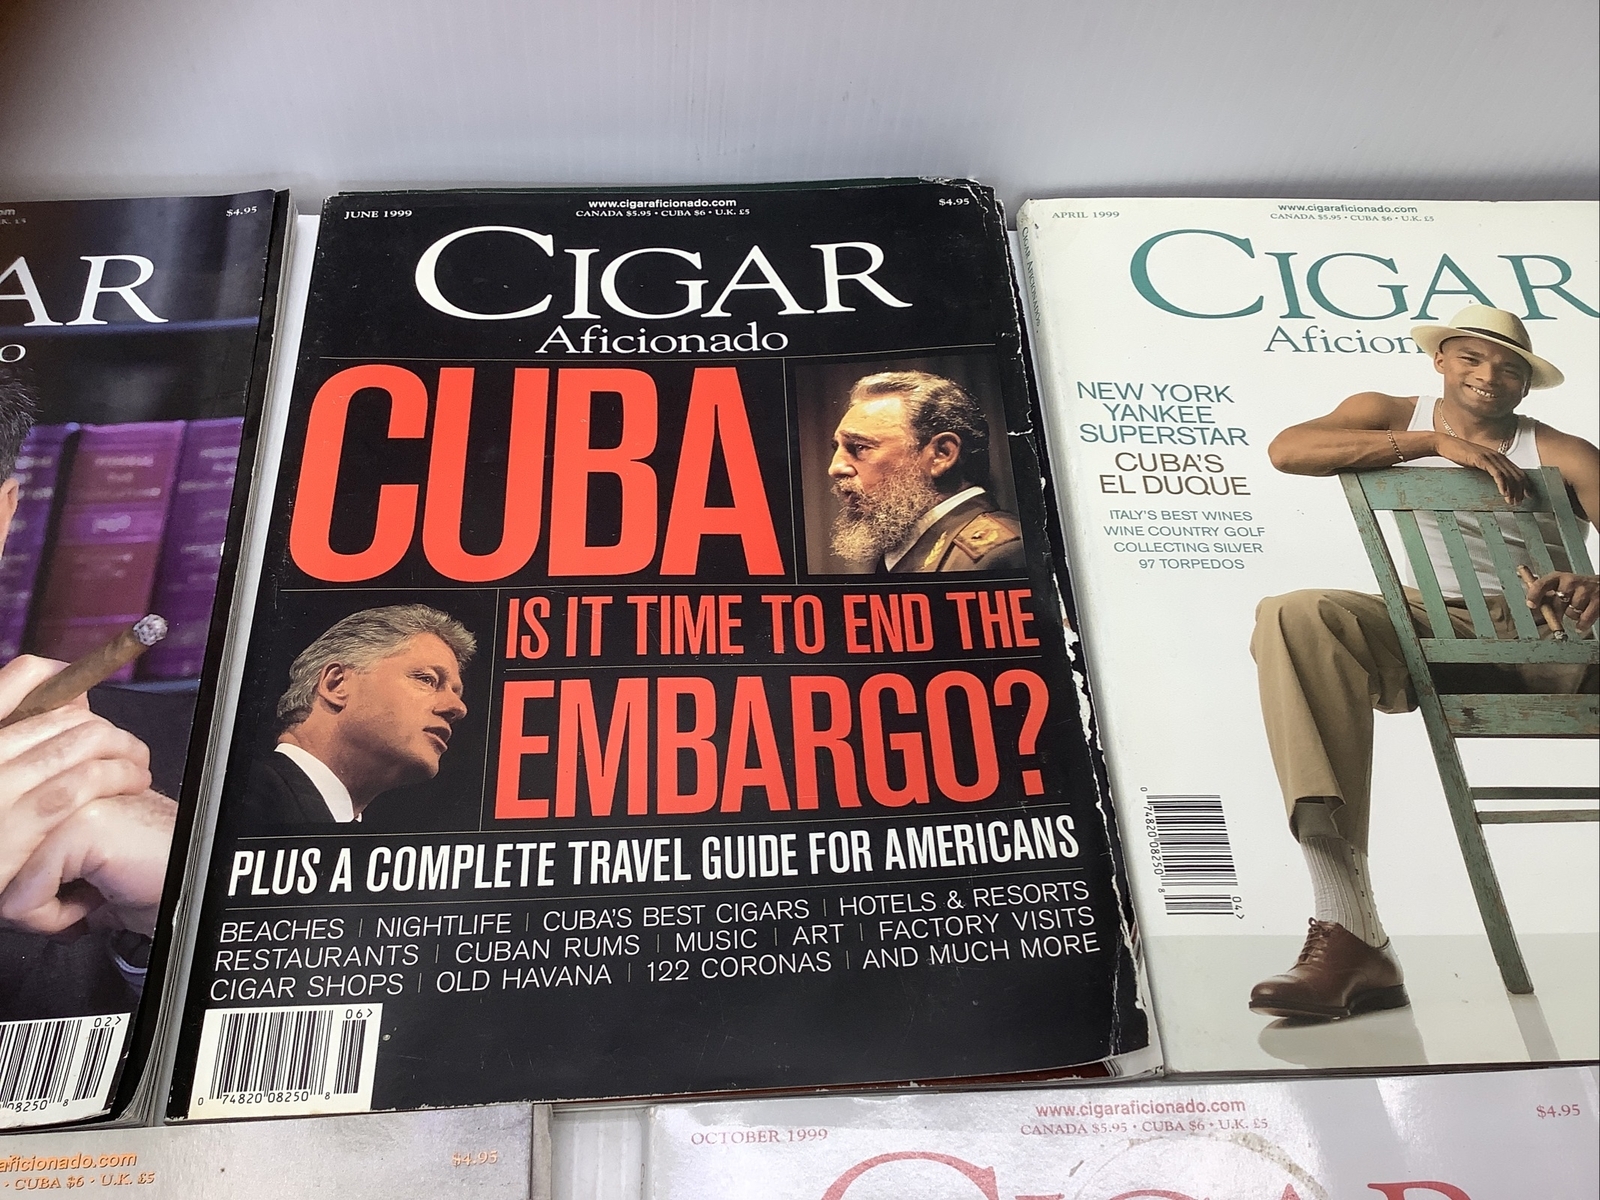 $4.95
AR
02>
08250 8
JUNE 1999
www.cigaraficionado.com
CANADA $5.95 • CUBA $6 • U.K. £5
$4.95
CIGAR
Aficionado
CUBA
IS IT TIME TO END THE
EMBARGO?
PLUS A COMPLETE TRAVEL GUIDE FOR AMERICANS
BEACHES | NIGHTLIFE | CUBA'S BEST CIGARS | HOTELS & RESORTS
RESTAURANTS | CUBAN RUMS | MUSIC | ART | FACTORY VISITS
CIGAR SHOPS | OLD HAVANA | 122 CORONAS | AND MUCH MORE
06>
0 74820 08250 8
CIGAR AFICIONADO
APRIL 1999
www.cigaraficionado.com
CANADA $5.95 • CUBA $6 • U.K. £5
CIGAR
Aficion
NEW YORK
YANKEE
SUPERSTAR
CUBA'S
EL DUQUE
ITALY'S BEST WINES
WINE COUNTRY GOLF
COLLECTING SILVER
97 TORPEDOS
0 74820 08250 8
04>
aficionado.com
• CUBA $6 • U.K. £5
$4.95
OCTOBER 1999
www.cigaraficionado.com
CANADA $5.95 • CUBA $6 • U.K. £5
$4.95
CIGAR